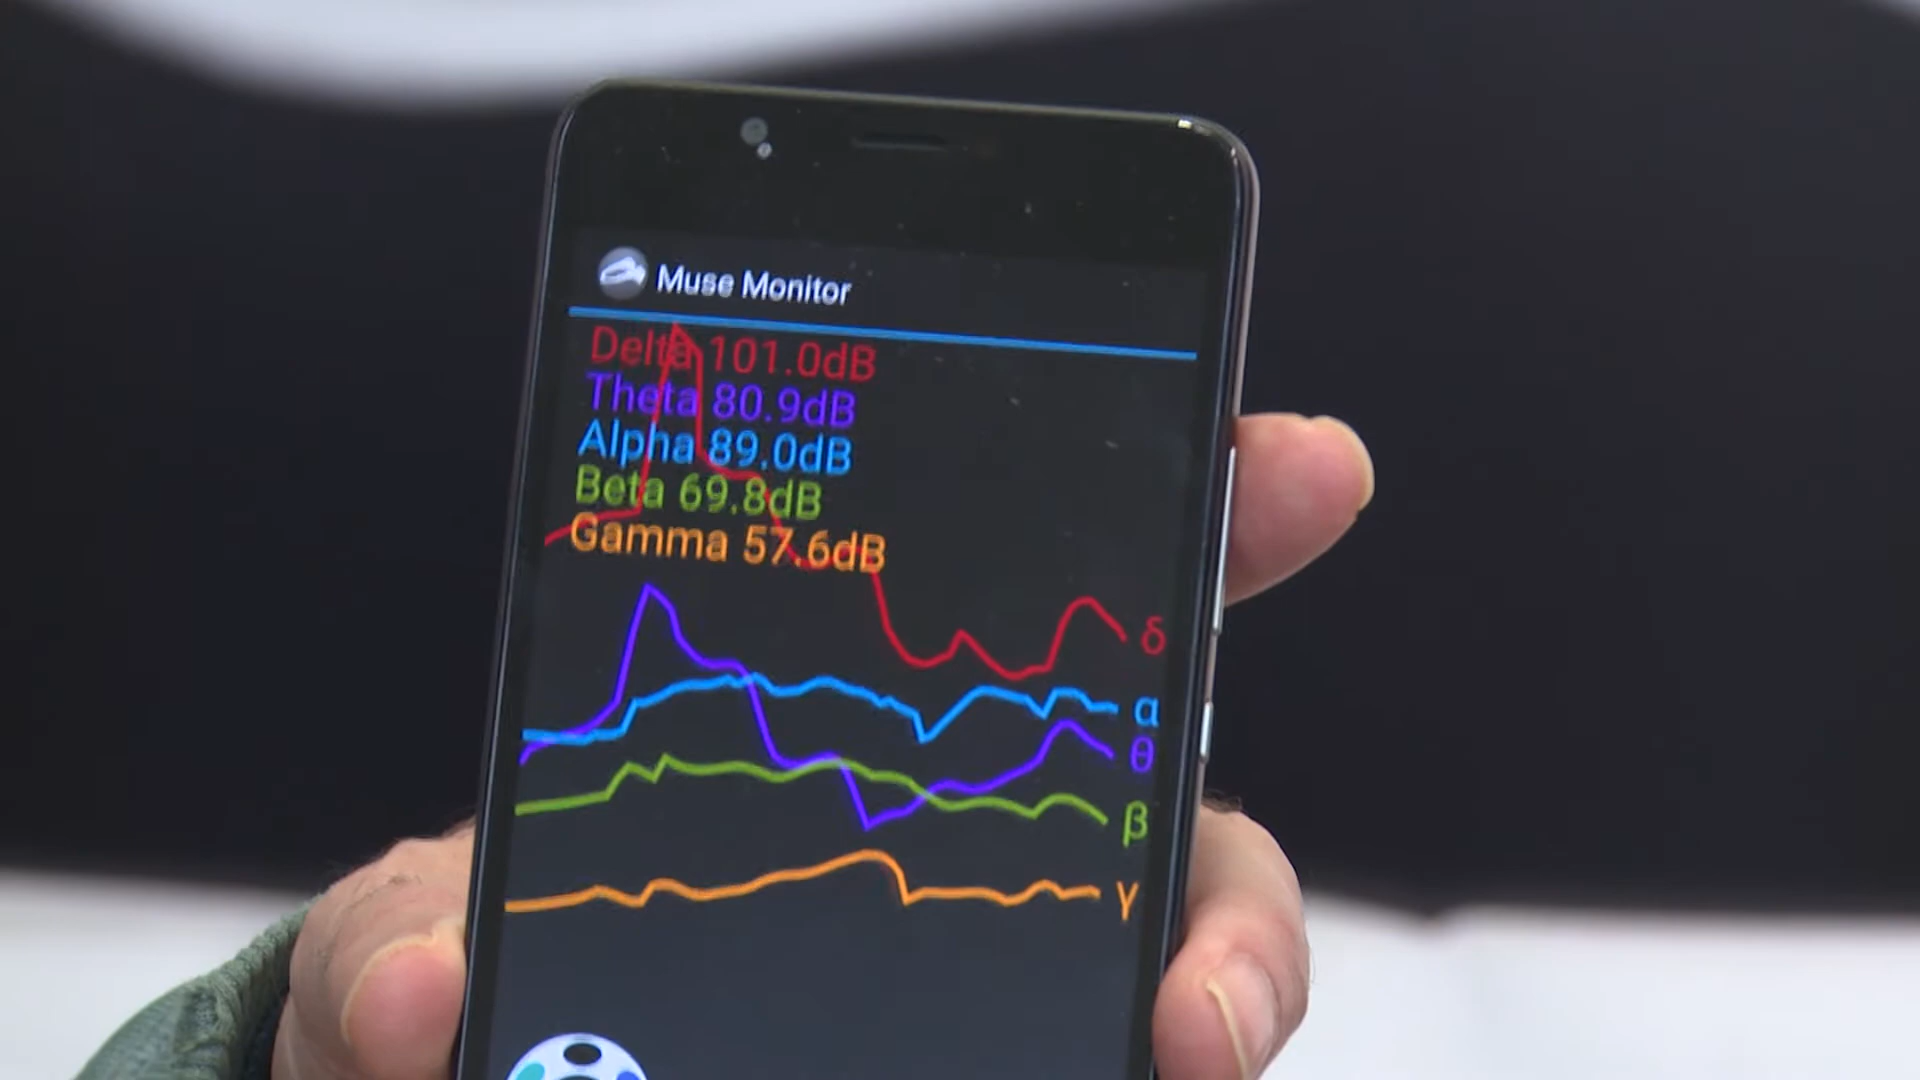 Muse Monitor
Delta 101.0dB
Theta 80.9dB
Alpha 89.0dB
Beta 69.8dB
Gamma 57.6dB
δ
α
θ
β
γ